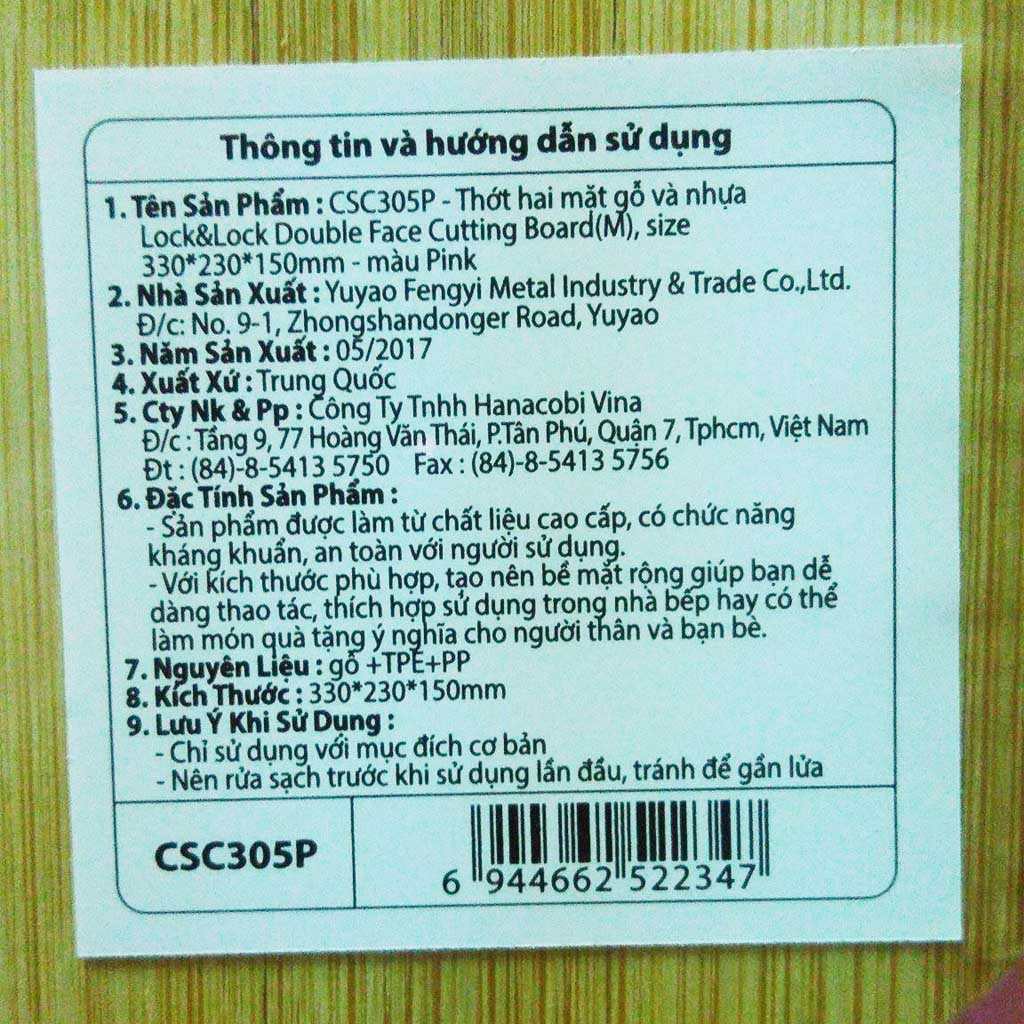 Thông tin và hướng dẫn sử dụng
1. Tên Sản Phẩm : CSC305P - Thớt hai mặt gỗ và nhựa
Lock&Lock Double Face Cutting Board(M), size
330*230*150mm - màu Pink
2. Nhà Sản Xuất : Yuyao Fengyi Metal Industry & Trade Co.,Ltd.
Đ/c: No. 9-1, Zhongshandonger Road, Yuyao
3. Năm Sản Xuất : 05/2017
4. Xuất Xứ : Trung Quốc
5. Cty Nk & Pp : Công Ty Tnhh Hanacobi Vina
Đ/c : Tầng 9, 77 Hoàng Văn Thái, P.Tân Phú, Quận 7, Tphcm, Việt Nam
Đt : (84)-8-5413 5750 Fax : (84)-8-5413 5756
6. Đặc Tính Sản Phẩm :
- Sản phẩm được làm từ chất liệu cao cấp, có chức năng
kháng khuẩn, an toàn với người sử dụng.
- Với kích thước phù hợp, tạo nên bề mặt rộng giúp bạn dễ
dàng thao tác, thích hợp sử dụng trong nhà bếp hay có thể
làm món quà tặng ý nghĩa cho người thân và bạn bè.
7. Nguyên Liệu : gỗ +TPE+PP
8. Kích Thước : 330*230*150mm
9. Lưu Ý Khi Sử Dụng :
- Chỉ sử dụng với mục đích cơ bản
- Nên rửa sạch trước khi sử dụng lần đầu, tránh để gần lửa
CSC305P
6 944662 522347